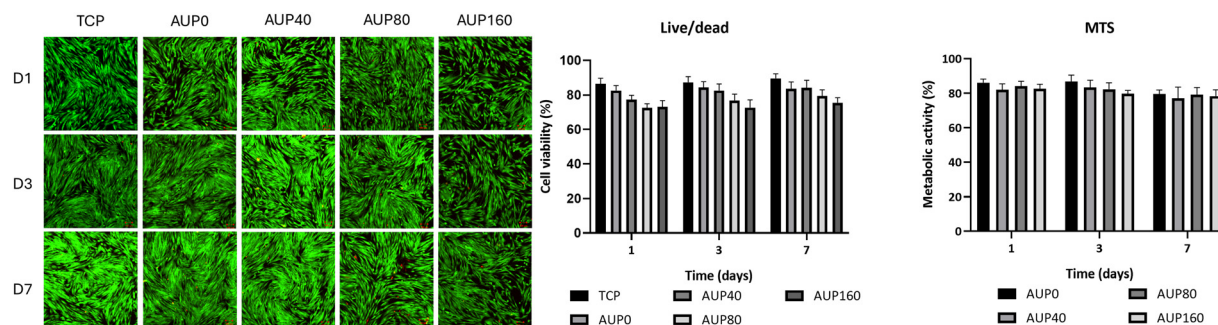 TCP AUP0 AUP40 AUP80 AUP160
D1
D3
D7
Live/dead
Cell viability (%)
100
80
60
40
20
0
1 3 7
Time (days)
TCP AUP40 AUP160
AUP0 AUP80
MTS
Metabolic activity (%)
100
80
60
40
20
0
1 3 7
Time (days)
AUP0 AUP80
AUP40 AUP160